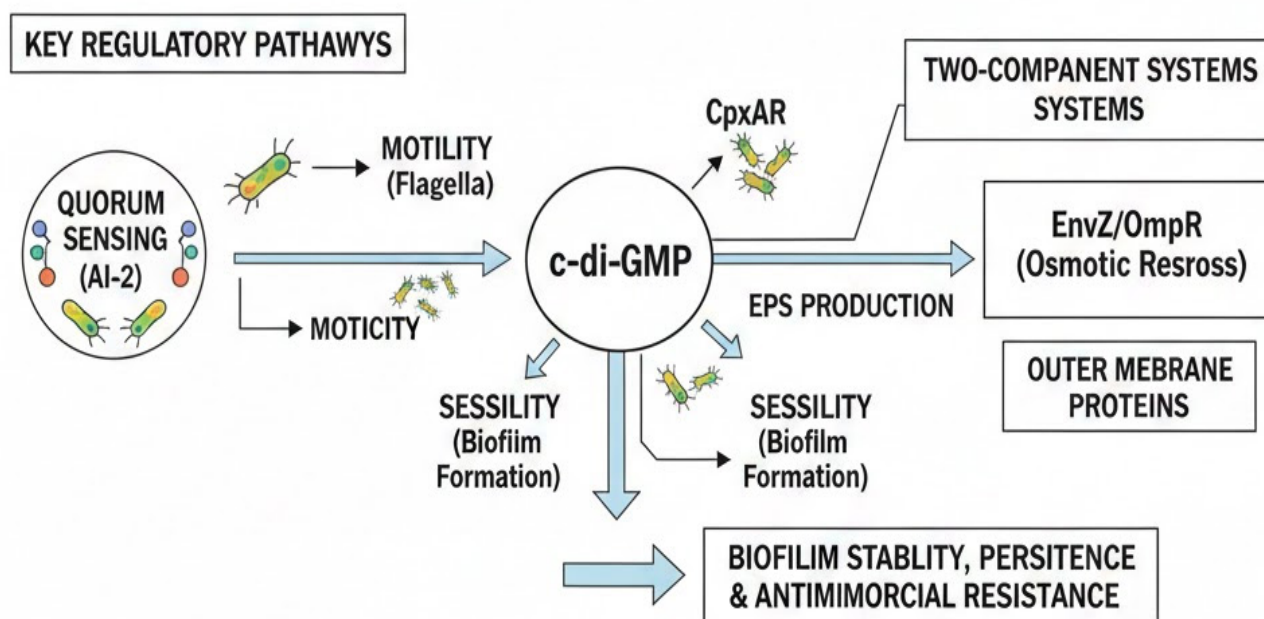 KEY REGULATORY PATHAWYS
TWO-COMPANENT SYSTEMS
SYSTEMS
CpxAR
MOTILITY
(Flagella)
QUORUM
SENSING
(AI-2)
c-di-GMP
EnvZ/OmpR
(Osmotic Resross)
MOTICITY
EPS PRODUCTION
OUTER MEBRANE
PROTEINS
SESSILITY
(Biofiim
Formation)
SESSILITY
(Biofilm
Formation)
BIOFILIM STABLITY, PERSITENCE
& ANTIMIMORCIAL RESISTANCE